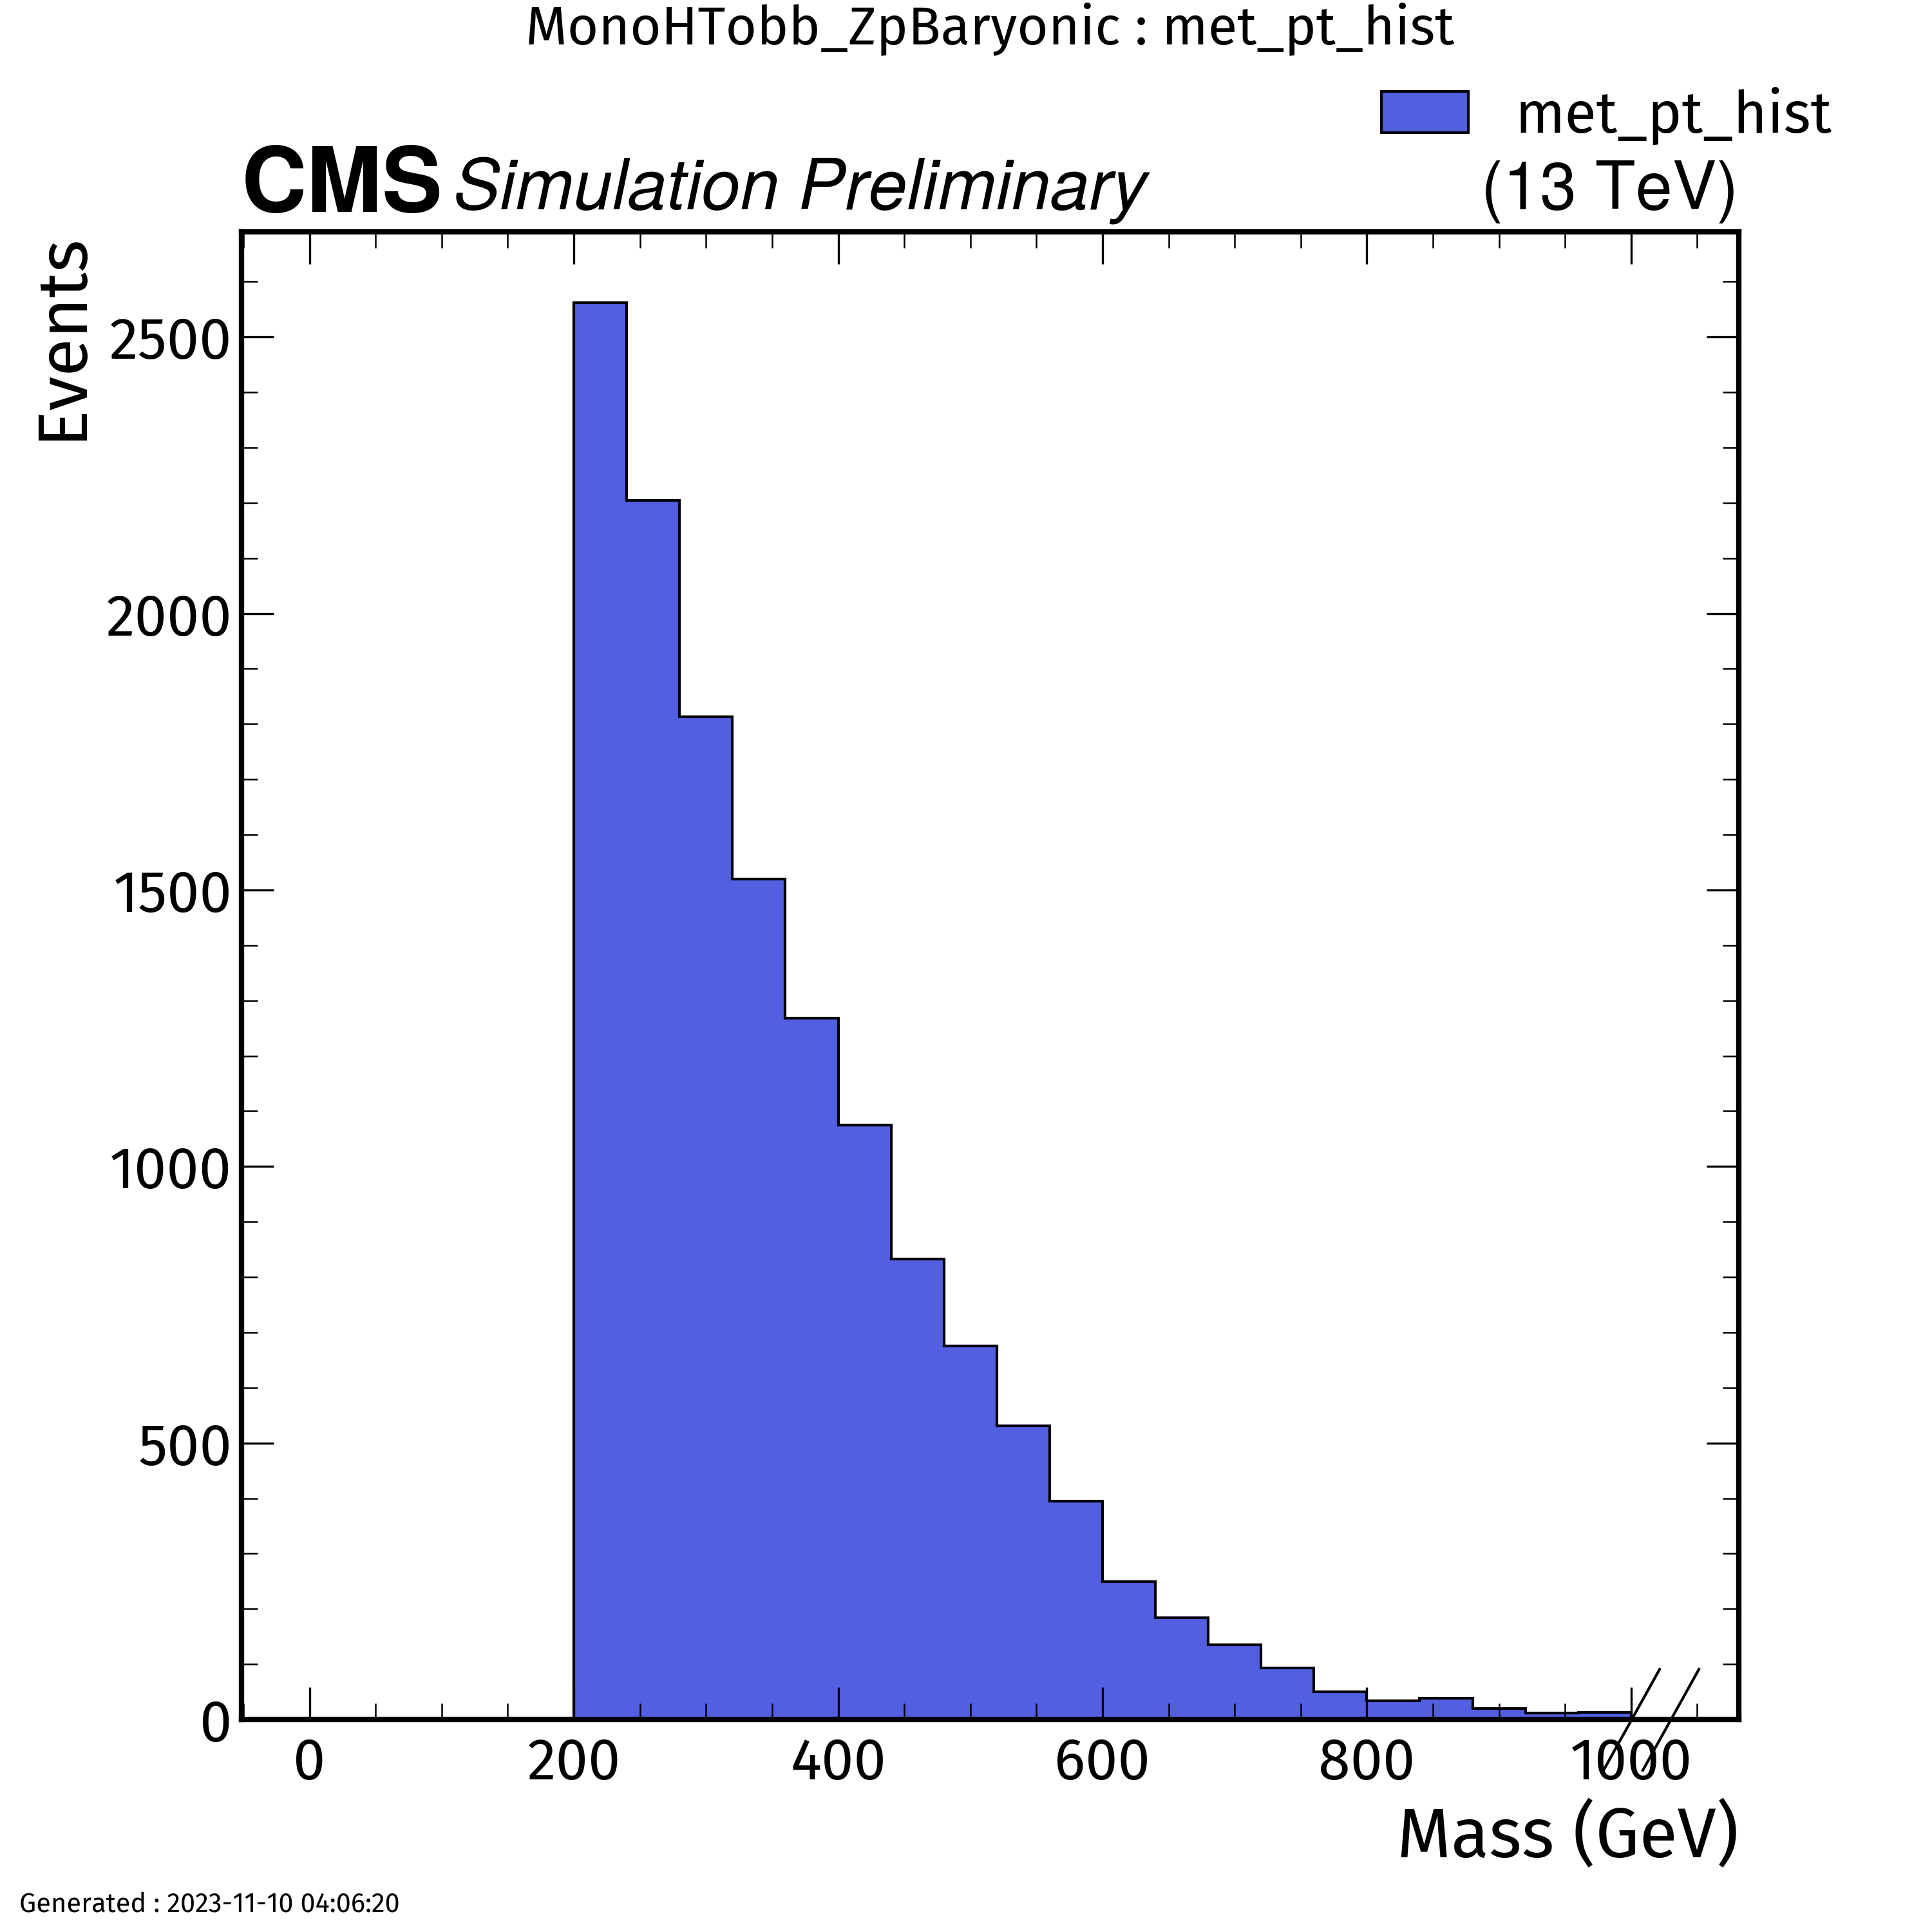 MonoHTobb_ZpBaryonic : met_pt_hist
met_pt_hist
CMS Simulation Preliminary (13 TeV)
Events
2500
2000
1500
1000
500
0
0 200 400 600 800 1000
Mass (GeV)
Generated : 2023-11-10 04:06:20